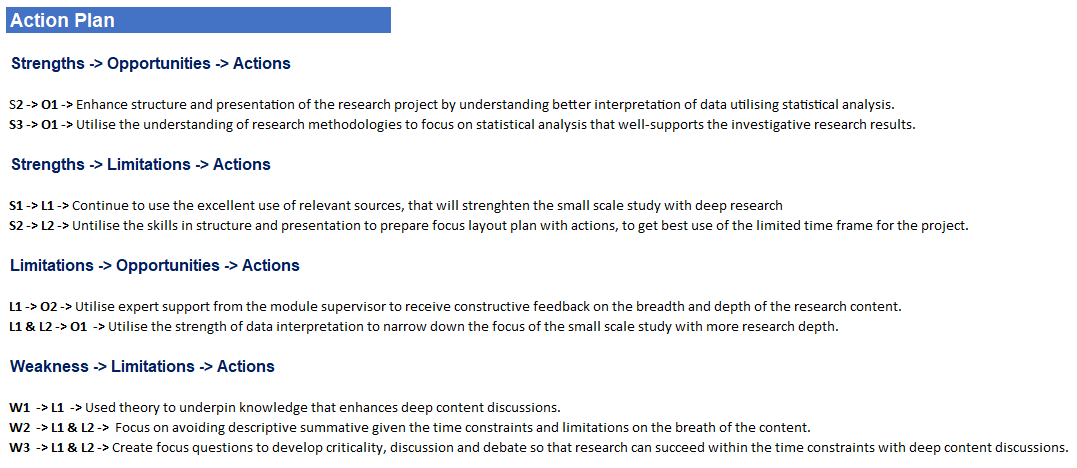 Action Plan
Strengths -> Opportunities -> Actions
S2 -> O1 -> Enhance structure and presentation of the research project by understanding better interpretation of data utilising statistical analysis.
S3 -> O1 -> Utilise the understanding of research methodologies to focus on statistical analysis that well-supports the investigative research results.
Strengths -> Limitations -> Actions
S1 -> L1 -> Continue to use the excellent use of relevant sources, that will strenghten the small scale study with deep research
S2 -> L2 -> Untilise the skills in structure and presentation to prepare focus layout plan with actions, to get best use of the limited time frame for the project.
Limitations -> Opportunities -> Actions
L1 -> O2 -> Utilise expert support from the module supervisor to receive constructive feedback on the breadth and depth of the research content.
L1 & L2 -> O1 -> Utilise the strength of data interpretation to narrow down the focus of the small scale study with more research depth.
Weakness -> Limitations -> Actions
W1 -> L1 -> Used theory to underpin knowledge that enhances deep content discussions.
W2 -> L1 & L2 -> Focus on avoiding descriptive summative given the time constraints and limitations on the breath of the content.
W3 -> L1 & L2 -> Create focus questions to develop criticality, discussion and debate so that research can succeed within the time constraints with deep content discussions.